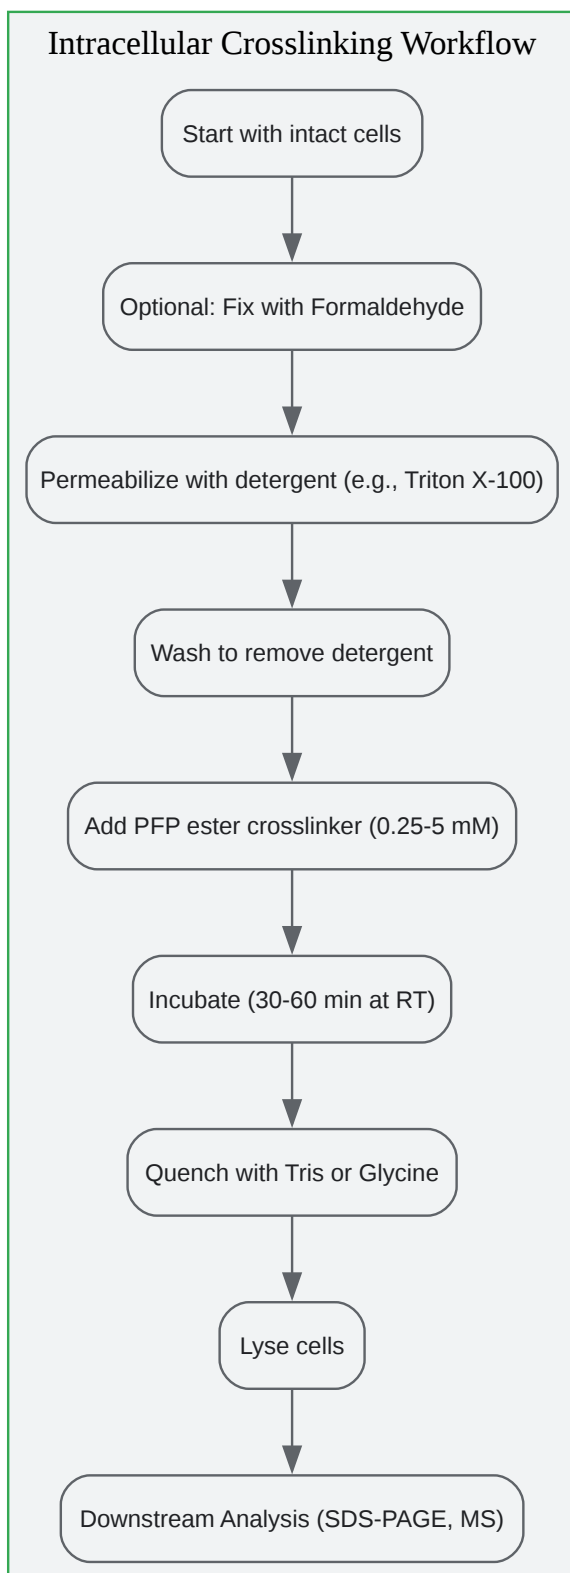 Intracellular Crosslinking Workflow
Start with intact cells
Optional: Fix with Formaldehyde
Permeabilize with detergent (e.g., Triton X-100)
Wash to remove detergent
Add PFP ester crosslinker (0.25-5 mM)
Incubate (30-60 min at RT)
Quench with Tris or Glycine
Lyse cells
Downstream Analysis (SDS-PAGE, MS)